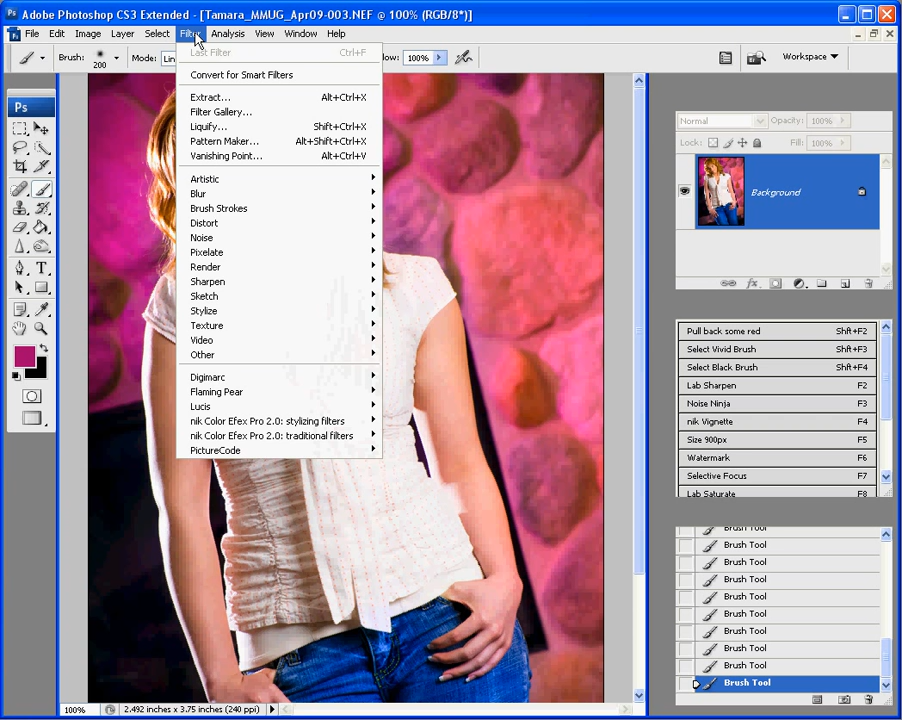 Adobe Photoshop CS3 Extended - [Tamara_MMUG_Apr09-003.NEF @ 100% (RGB/8*)]
File Edit Image Layer Select Filter Analysis View Window Help
Brush: 200 Mode: Lin low: 100% Workspace
Last Filter Ctrl+F
Convert for Smart Filters
Extract... Alt+Ctrl+X
Filter Gallery...
Liquify... Shift+Ctrl+X
Pattern Maker... Alt+Shift+Ctrl+X
Vanishing Point... Alt+Ctrl+V
Artistic
Blur
Brush Strokes
Distort
Noise
Pixelate
Render
Sharpen
Sketch
Stylize
Texture
Video
Other
Digimarc
Flaming Pear
Lucis
nik Color Efex Pro 2.0: stylizing filters
nik Color Efex Pro 2.0: traditional filters
PictureCode
Ps
T
Normal Opacity: 100%
Lock: Fill: 100%
Background
fx
Pull back some red Shft+F2
Select Vivid Brush Shft+F3
Select Black Brush Shft+F4
Lab Sharpen F2
Noise Ninja F3
nik Vignette F4
Size 900px F5
Watermark F6
Selective Focus F7
Lab Saturate F8
Brush Tool
Brush Tool
Brush Tool
Brush Tool
Brush Tool
Brush Tool
Brush Tool
Brush Tool
Brush Tool
Brush Tool
100% 2.492 inches x 3.75 inches (240 ppi)